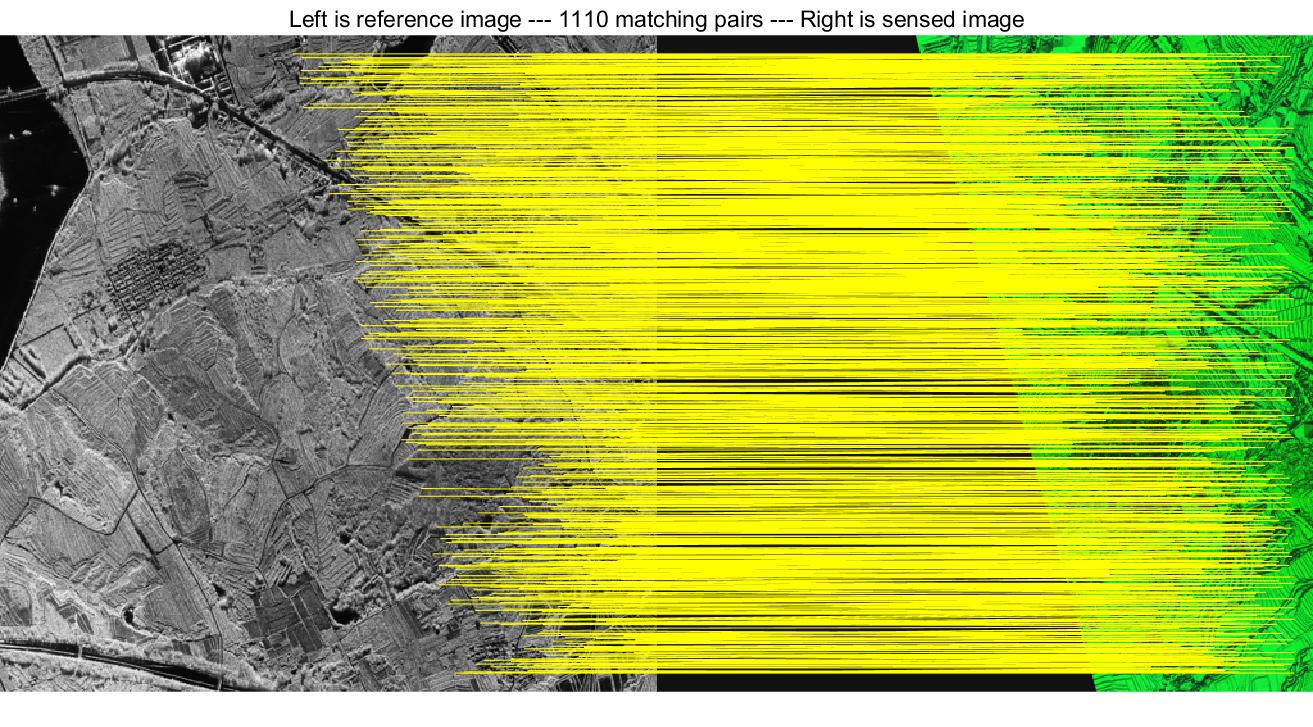 Left is reference image --- 1110 matching pairs --- Right is sensed image